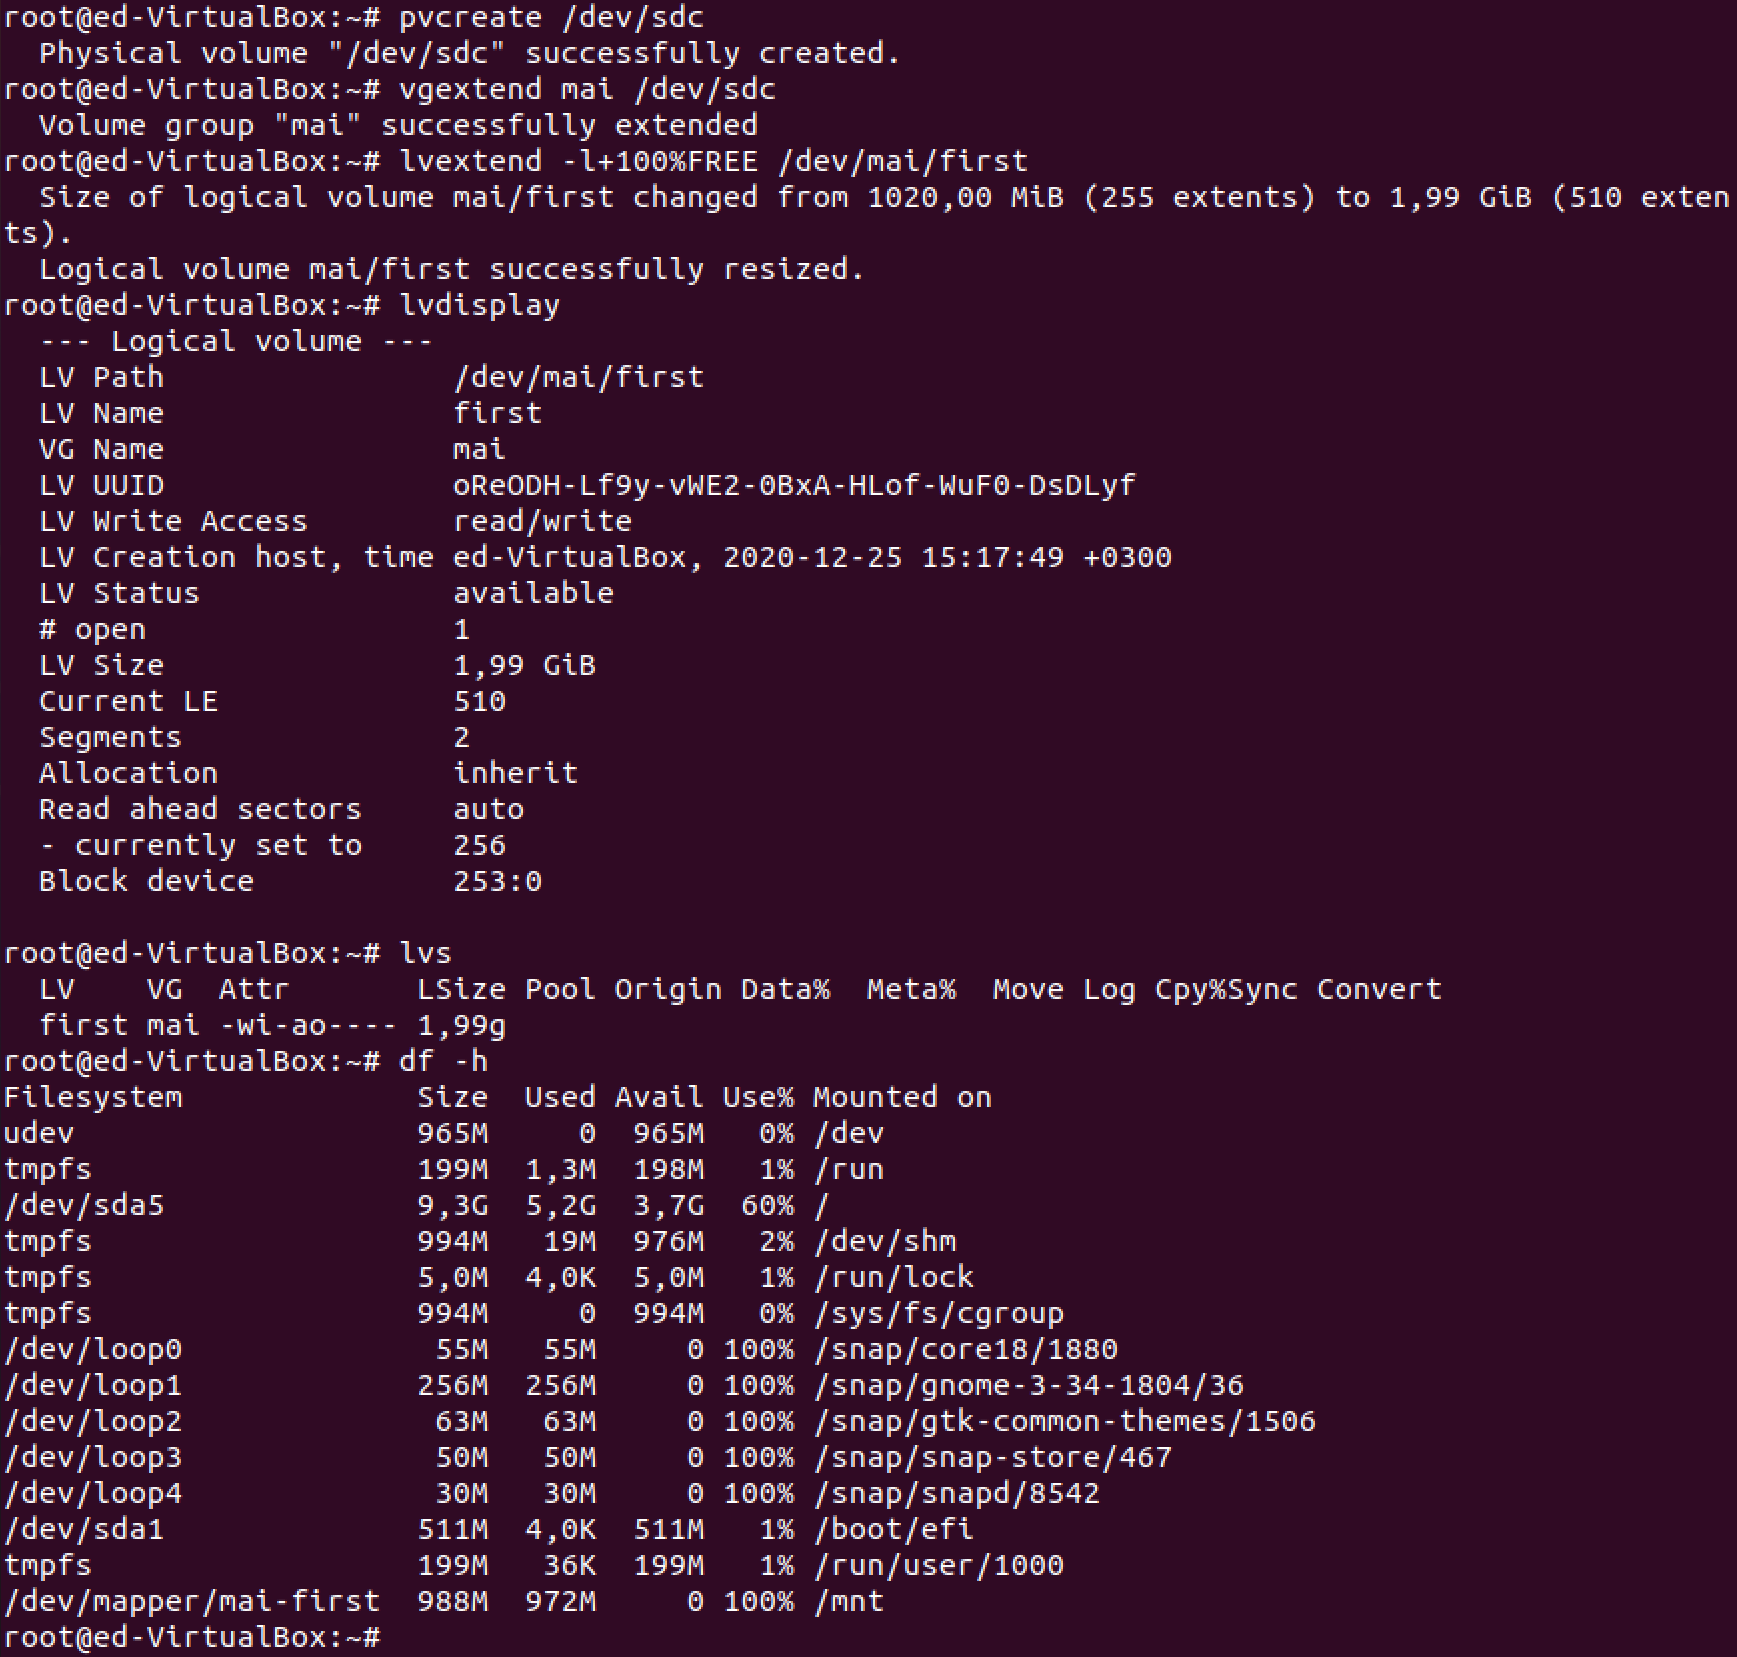 root@ed-VirtualBox:~# pvcreate /dev/sdc
  Physical volume "/dev/sdc" successfully created.
root@ed-VirtualBox:~# vgextend mai /dev/sdc
  Volume group "mai" successfully extended
root@ed-VirtualBox:~# lvextend -l+100%FREE /dev/mai/first
  Size of logical volume mai/first changed from 1020,00 MiB (255 extents) to 1,99 GiB (510 exten
ts).
  Logical volume mai/first successfully resized.
root@ed-VirtualBox:~# lvdisplay
  --- Logical volume ---
  LV Path                /dev/mai/first
  LV Name                first
  VG Name                mai
  LV UUID                oReODH-Lf9y-vWE2-0BxA-HLof-WuF0-DsDLyf
  LV Write Access        read/write
  LV Creation host, time ed-VirtualBox, 2020-12-25 15:17:49 +0300
  LV Status              available
  # open                 1
  LV Size                1,99 GiB
  Current LE             510
  Segments               2
  Allocation             inherit
  Read ahead sectors     auto
  - currently set to     256
  Block device           253:0

root@ed-VirtualBox:~# lvs
  LV    VG  Attr       LSize Pool Origin Data%  Meta%  Move Log Cpy%Sync Convert
  first mai -wi-ao---- 1,99g
root@ed-VirtualBox:~# df -h
Filesystem             Size  Used Avail Use% Mounted on
udev                   965M     0  965M   0% /dev
tmpfs                  199M  1,3M  198M   1% /run
/dev/sda5              9,3G  5,2G  3,7G  60% /
tmpfs                  994M   19M  976M   2% /dev/shm
tmpfs                  5,0M  4,0K  5,0M   1% /run/lock
tmpfs                  994M     0  994M   0% /sys/fs/cgroup
/dev/loop0              55M   55M     0 100% /snap/core18/1880
/dev/loop1             256M  256M     0 100% /snap/gnome-3-34-1804/36
/dev/loop2              63M   63M     0 100% /snap/gtk-common-themes/1506
/dev/loop3              50M   50M     0 100% /snap/snap-store/467
/dev/loop4              30M   30M     0 100% /snap/snapd/8542
/dev/sda1              511M  4,0K  511M   1% /boot/efi
tmpfs                  199M   36K  199M   1% /run/user/1000
/dev/mapper/mai-first  988M  972M     0 100% /mnt
root@ed-VirtualBox:~#